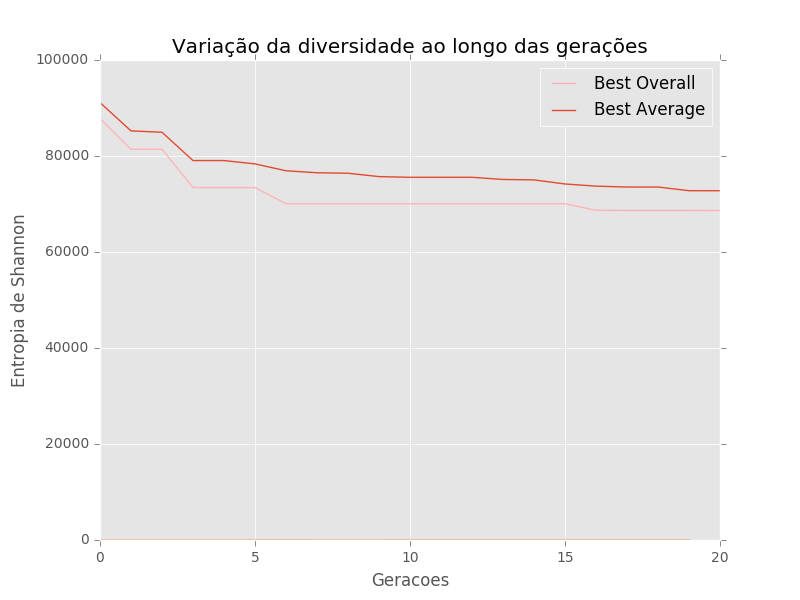 Variação da diversidade ao longo das gerações
100000
80000
60000
40000
20000
0
Entropia de Shannon
Best Overall
Best Average
0 5 10 15 20
Geracoes